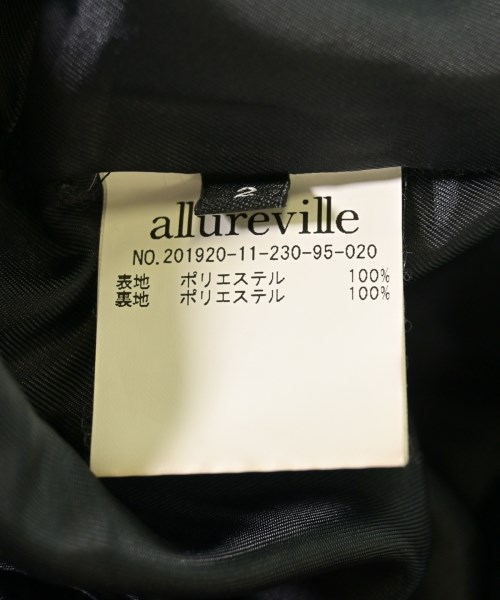 2
allureville
NO.201920-11-230-95-020
表地 ポリエステル 100%
裏地 ポリエステル 100%